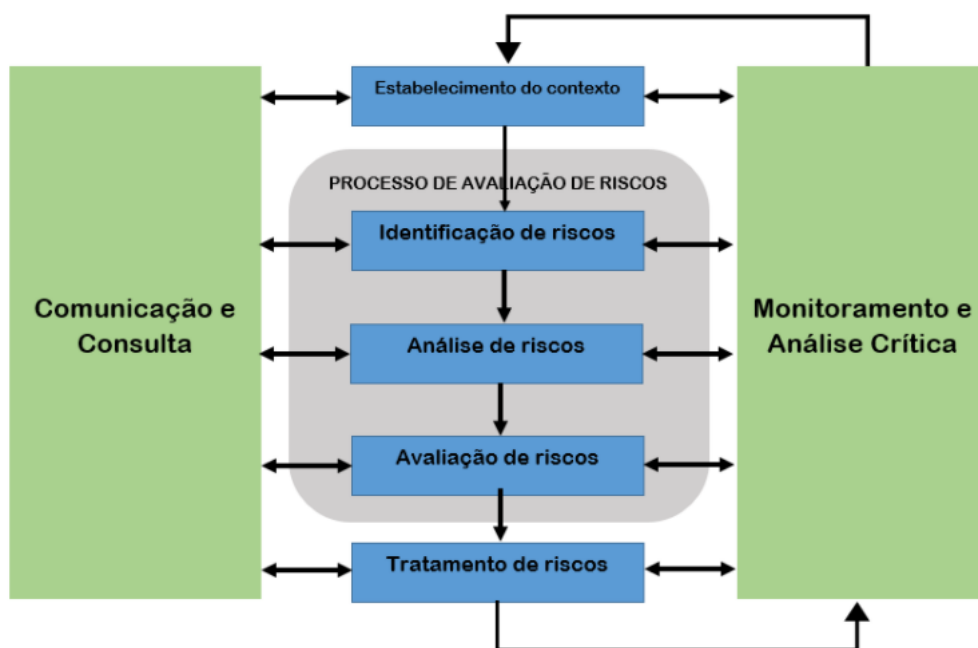 Estabelecimento do contexto
PROCESSO DE AVALIAÇÃO DE RISCOS
Identificação de riscos
Comunicação e
Consulta
Análise de riscos
Monitoramento e
Análise Crítica
Avaliação de riscos
Tratamento de riscos